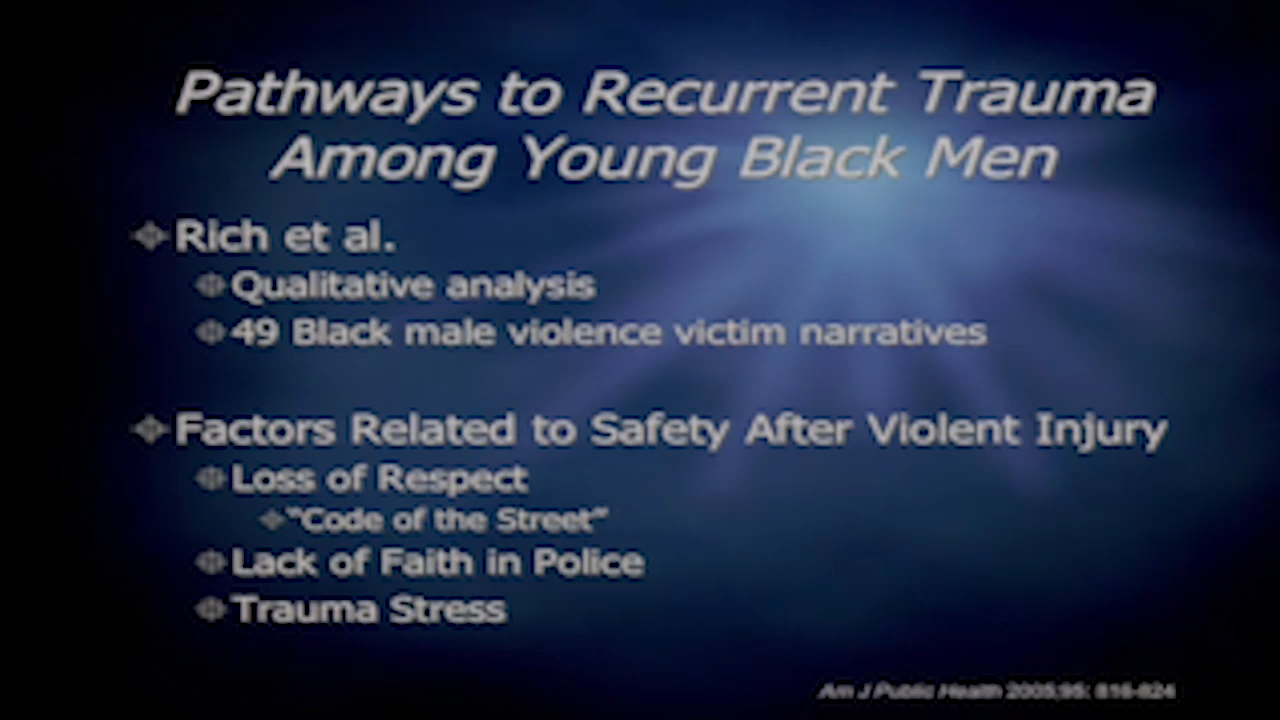 Pathways to Recurrent Trauma
Among Young Black Men
Rich et al.
Qualitative analysis
49 Black male violence victim narratives
Factors Related to Safety After Violent Injury
Loss of Respect
"Code of the Street"
Lack of Faith in Police
Trauma Stress
Am J Public Health 2005;95: 816-824